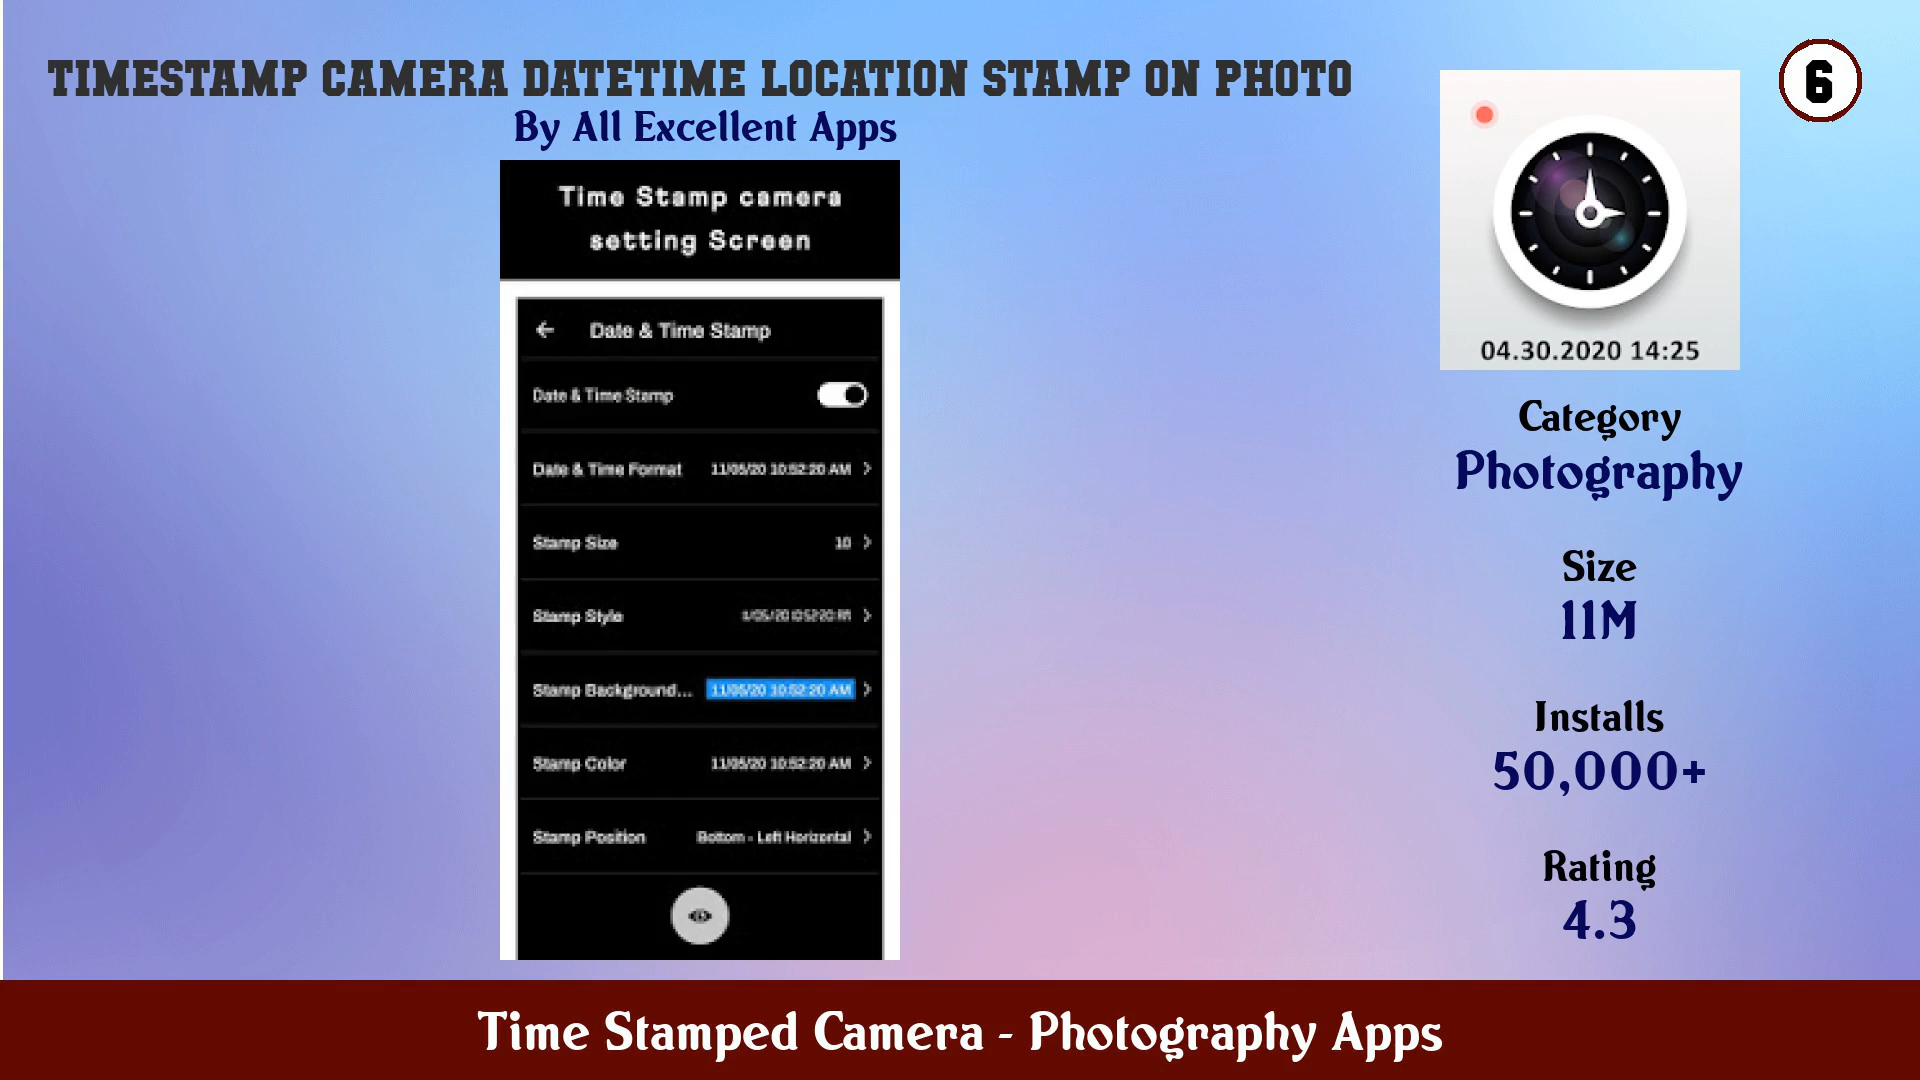 TIMESTAMP CAMERA DATETIME LOCATION STAMP ON PHOTO
By All Excellent Apps
6
Time Stamp camera
setting Screen
Date & Time Stamp
Date & Time Stamp
Date & Time Format 11/05/20 10:52:20 AM
Stamp Size 10
Stamp Style
Stamp Background... 11/05/20 10:52:20 AM
Stamp Color 11/05/20 10:52:20 AM
Stamp Position Bottom - Left Horizontal
04.30.2020 14:25
Category
Photography
Size
11M
Installs
50,000+
Rating
4.3
Time Stamped Camera - Photography Apps